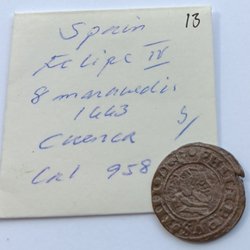 13
Spain
Felipe IV
8 maravedis
1663
Cuenca
Cal 958